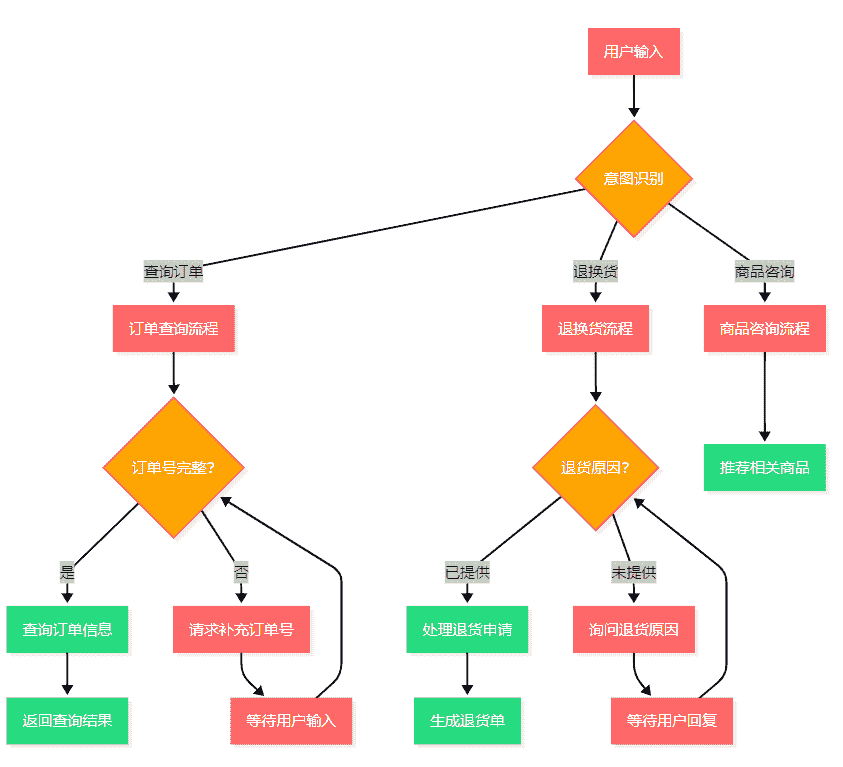 用户输入
意图识别
查询订单
退换货
商品咨询
订单查询流程
退换货流程
商品咨询流程
订单号完整?
退货原因?
推荐相关商品
是
否
已提供
未提供
查询订单信息
请求补充订单号
处理退货申请
询问退货原因
返回查询结果
等待用户输入
生成退货单
等待用户回复